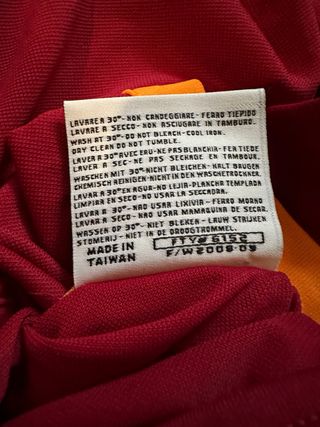 LAVARE A 30°-NON CANDEGGIARE-FERRO TIEPIDO
LAVARE A SECCO-NON ASCIUGARE IN TAMBURO.
WASH AT 30°-DO NOT BLEACH-COOL IRON.
DRY CLEAN DO NOT TUMBLE.
LAVER A 30°AVEC EAU-NE PAS BLANCHIR-FER TIEDE
LAVER A SEC-NE PAS SECHAGE EN TAMBOUR.
WASCHEN MIT 30°-NICHT BLEICHEN-KALT BAUGEN
CHEMISCH REINIGEN-NICHT IN DEN WASCHETROCKNER.
LAVAR A 30°EN AGUA-NO LEJIA-PLANCHA TEMPLADA
LIMPIAR EN SECO-NO USAR LA SECADORA.
LAVAR A 30°-NÃO USAR LIXIVIA-FERRO MORNO
LAVAR A SECO-NÃO USAR MAMAQUINA DE SECAR.
WASSEN OP 30°-NIET BLEKEN-LAUW STRIJKEN
STOMERIJ-NIET IN DE DROOGTROMMEL.
MADE IN
TAIWAN
FTY# 6152
F/W2008-09